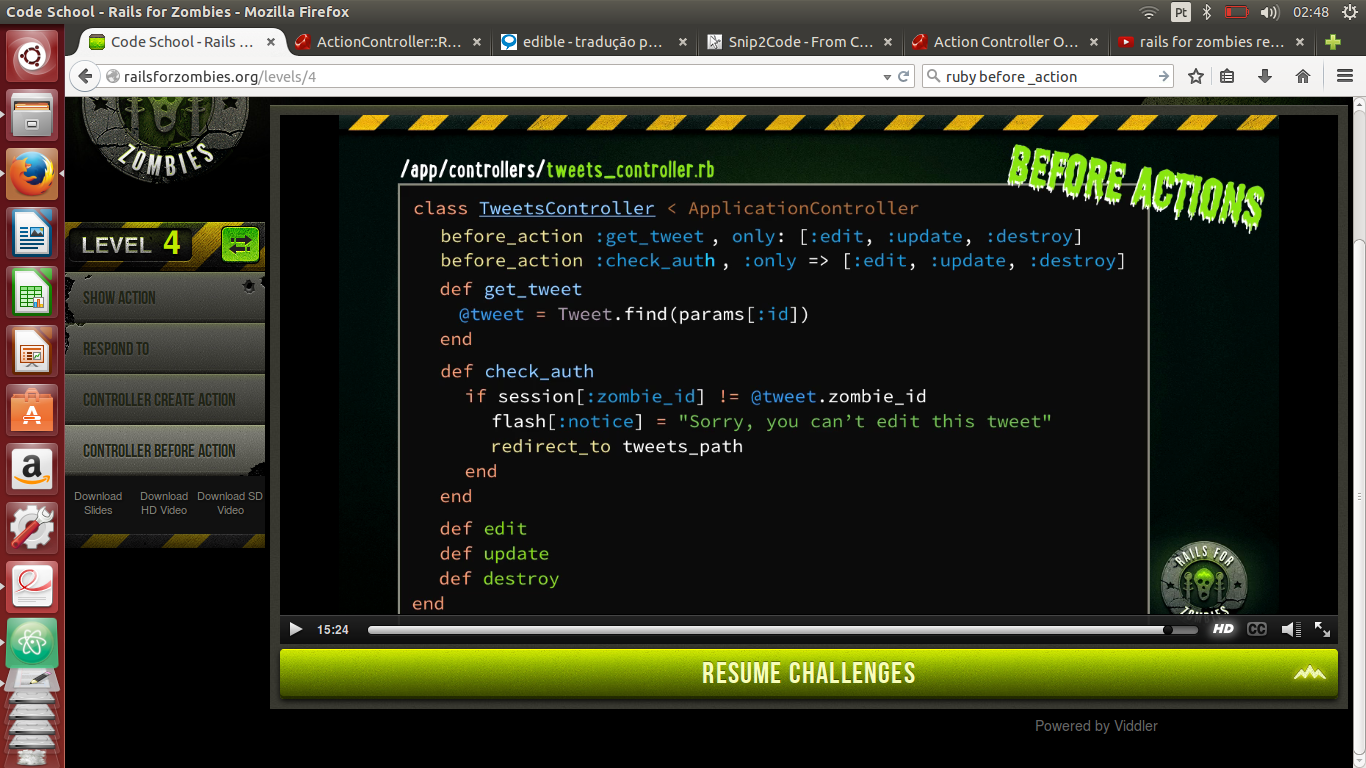 Code School - Rails for Zombies - Mozilla Firefox
Pt
02:48
Code School - Rails ... ×
ActionController::R... ×
edible - tradução p... ×
Snip2Code - From C... ×
Action Controller O... ×
rails for zombies re... ×
railsforzombies.org/levels/4
ruby before _action
ZOMBIES
LEVEL 4
SHOW ACTION
RESPOND TO
CONTROLLER CREATE ACTION
CONTROLLER BEFORE ACTION
Download Slides
Download HD Video
Download SD Video
/app/controllers/tweets_controller.rb
BEFORE ACTIONS
class TweetsController < ApplicationController
before_action :get_tweet , only: [:edit, :update, :destroy]
before_action :check_auth , :only => [:edit, :update, :destroy]
def get_tweet
@tweet = Tweet.find(params[:id])
end
def check_auth
if session[:zombie_id] != @tweet.zombie_id
flash[:notice] = "Sorry, you can’t edit this tweet"
redirect_to tweets_path
end
end
def edit
def update
def destroy
end
RAILS FOR
ZOMBIES
15:24
HD
CC
RESUME CHALLENGES
Powered by Viddler